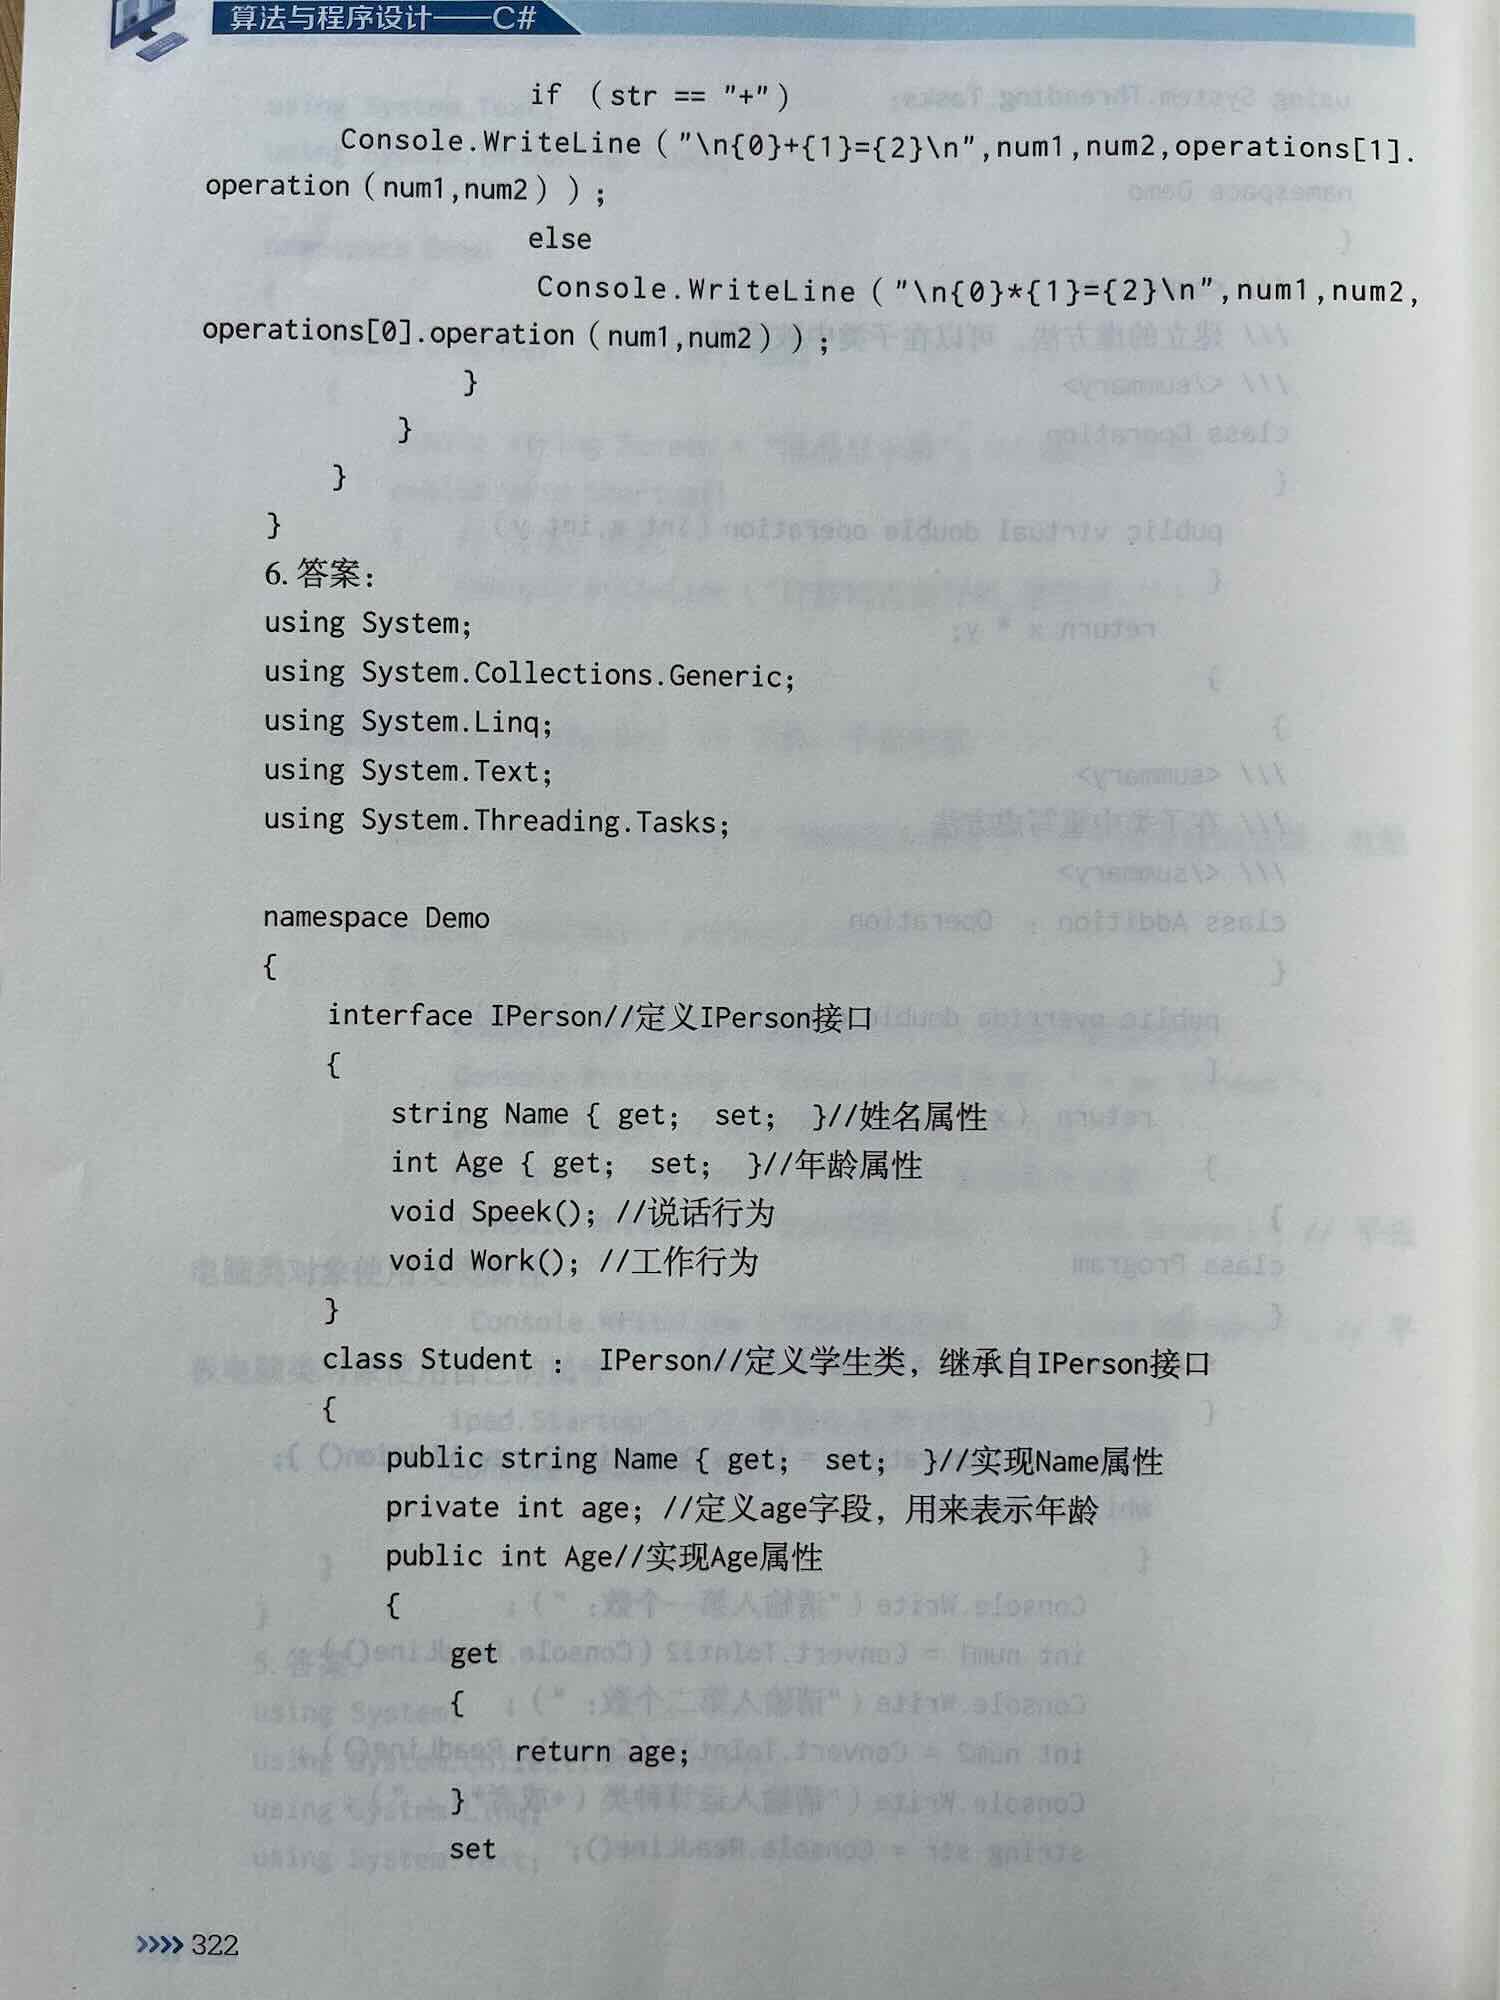 算法与程序设计——C#
if （str == "+"）
Console.WriteLine（"\n{0}+{1}={2}\n",num1,num2,operations[1].
operation（num1,num2））；
else
Console.WriteLine（"\n{0}*{1}={2}\n",num1,num2,
operations[0].operation（num1,num2））；
}
}
}
}
6. 答案：
using System；
using System.Collections.Generic；
using System.Linq；
using System.Text；
using System.Threading.Tasks；
namespace Demo
{
interface IPerson//定义IPerson接口
{
string Name { get； set； }//姓名属性
int Age { get； set； }//年龄属性
void Speek()；//说话行为
void Work()；//工作行为
}
class Student ： IPerson//定义学生类，继承自IPerson接口
{
public string Name { get； set； }//实现Name属性
private int age；//定义age字段，用来表示年龄
public int Age//实现Age属性
{
get
{
return age；
}
set
>>>> 322